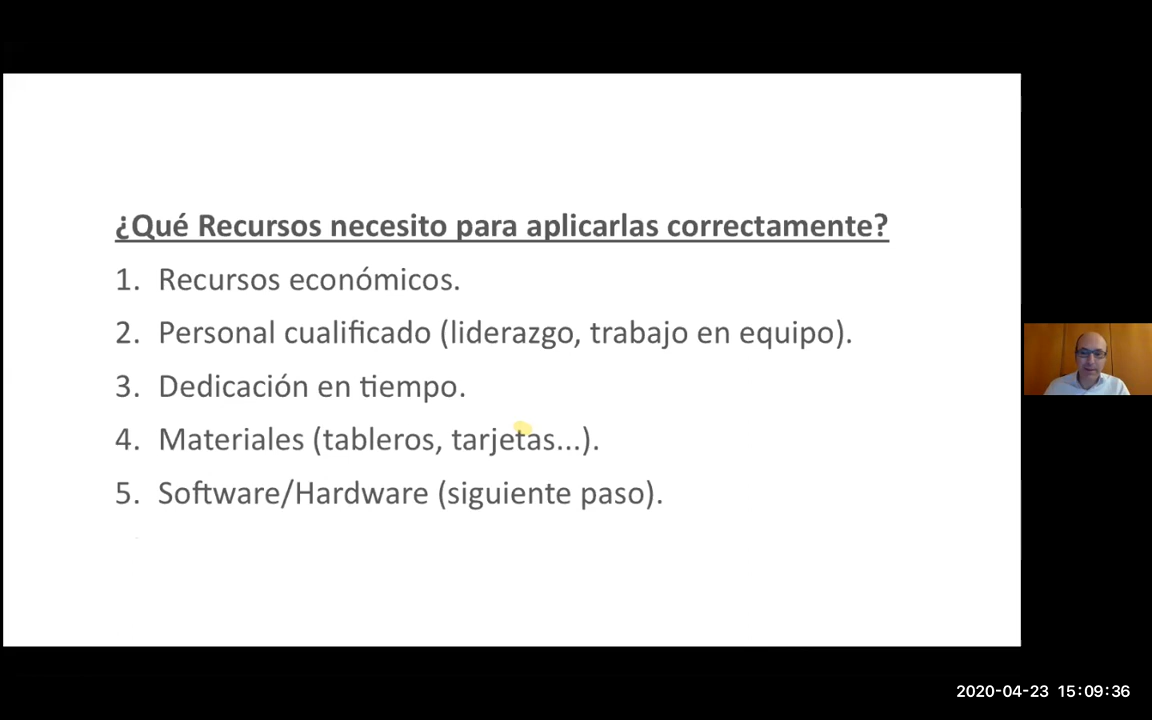 ¿Qué Recursos necesito para aplicarlas correctamente?
1. Recursos económicos.
2. Personal cualificado (liderazgo, trabajo en equipo).
3. Dedicación en tiempo.
4. Materiales (tableros, tarjetas...).
5. Software/Hardware (siguiente paso).
2020-04-23 15:09:36